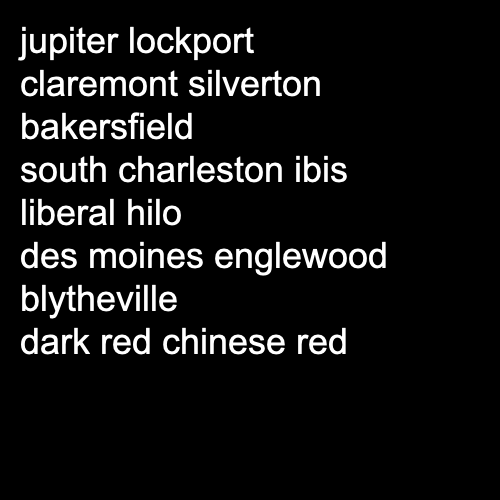 jupiter lockport
claremont silverton
bakersfield
south charleston ibis
liberal hilo
des moines englewood
blytheville
dark red chinese red